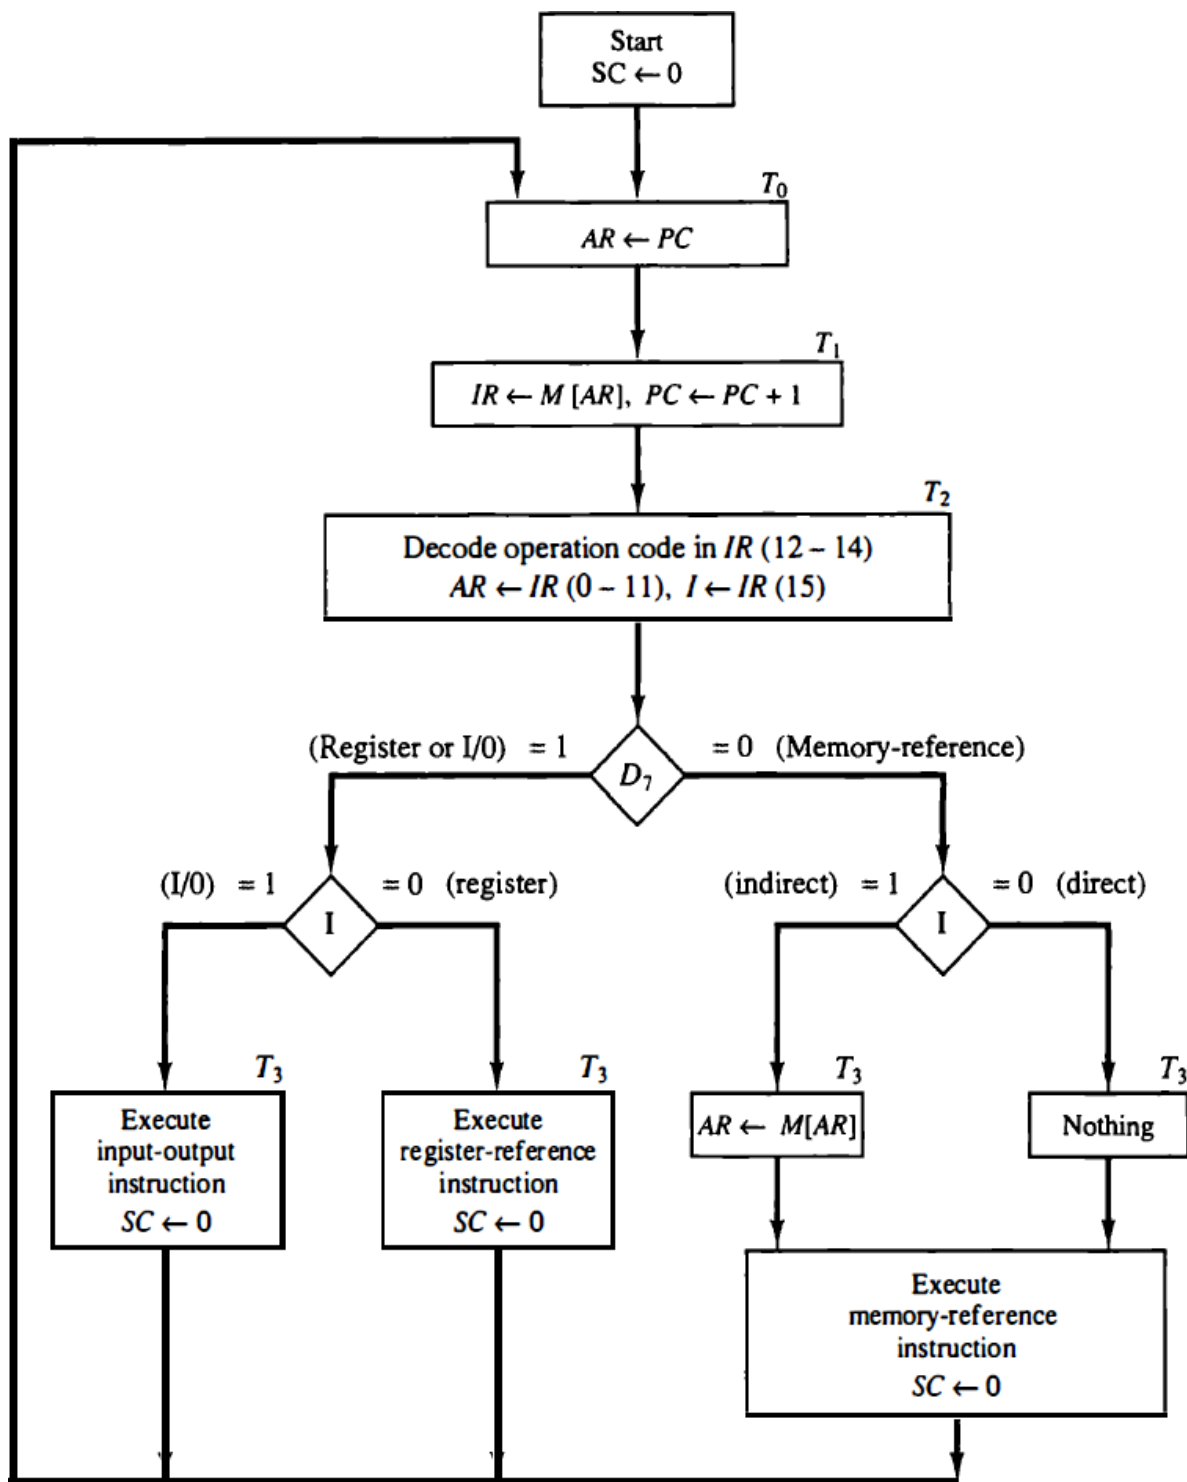 Start
SC ← 0
T₀
AR ← PC
T₁
IR ← M [AR], PC ← PC + 1
T₂
Decode operation code in IR (12 – 14)
AR ← IR (0 – 11), I ← IR (15)
(Register or I/0) = 1
D₇
= 0 (Memory-reference)
(I/0) = 1
I
= 0 (register)
(indirect) = 1
I
= 0 (direct)
T₃
Execute
input-output
instruction
SC ← 0
T₃
Execute
register-reference
instruction
SC ← 0
T₃
AR ← M[AR]
T₃
Nothing
Execute
memory-reference
instruction
SC ← 0